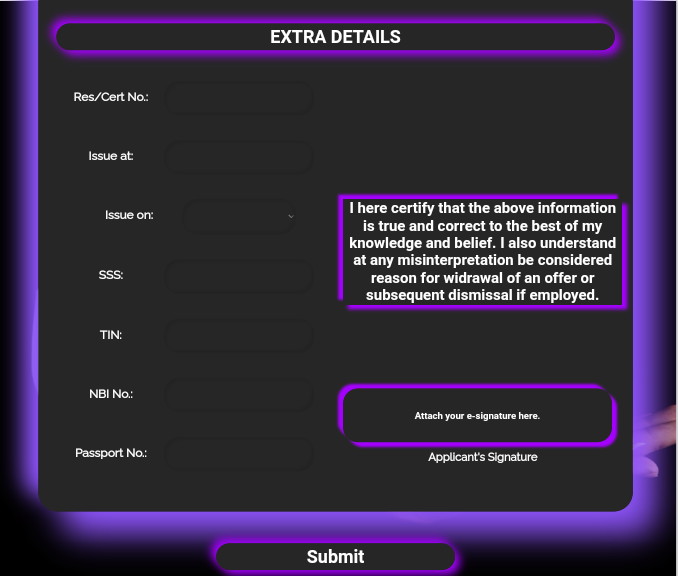 EXTRA DETAILS
Res/Cert No.:
Issue at:
Issue on:
SSS:
TIN:
NBI No.:
Passport No.:
I here certify that the above information
is true and correct to the best of my
knowledge and belief. I also understand
at any misinterpretation be considered
reason for widrawal of an offer or
subsequent dismissal if employed.
Attach your e-signature here.
Applicant's Signature
Submit